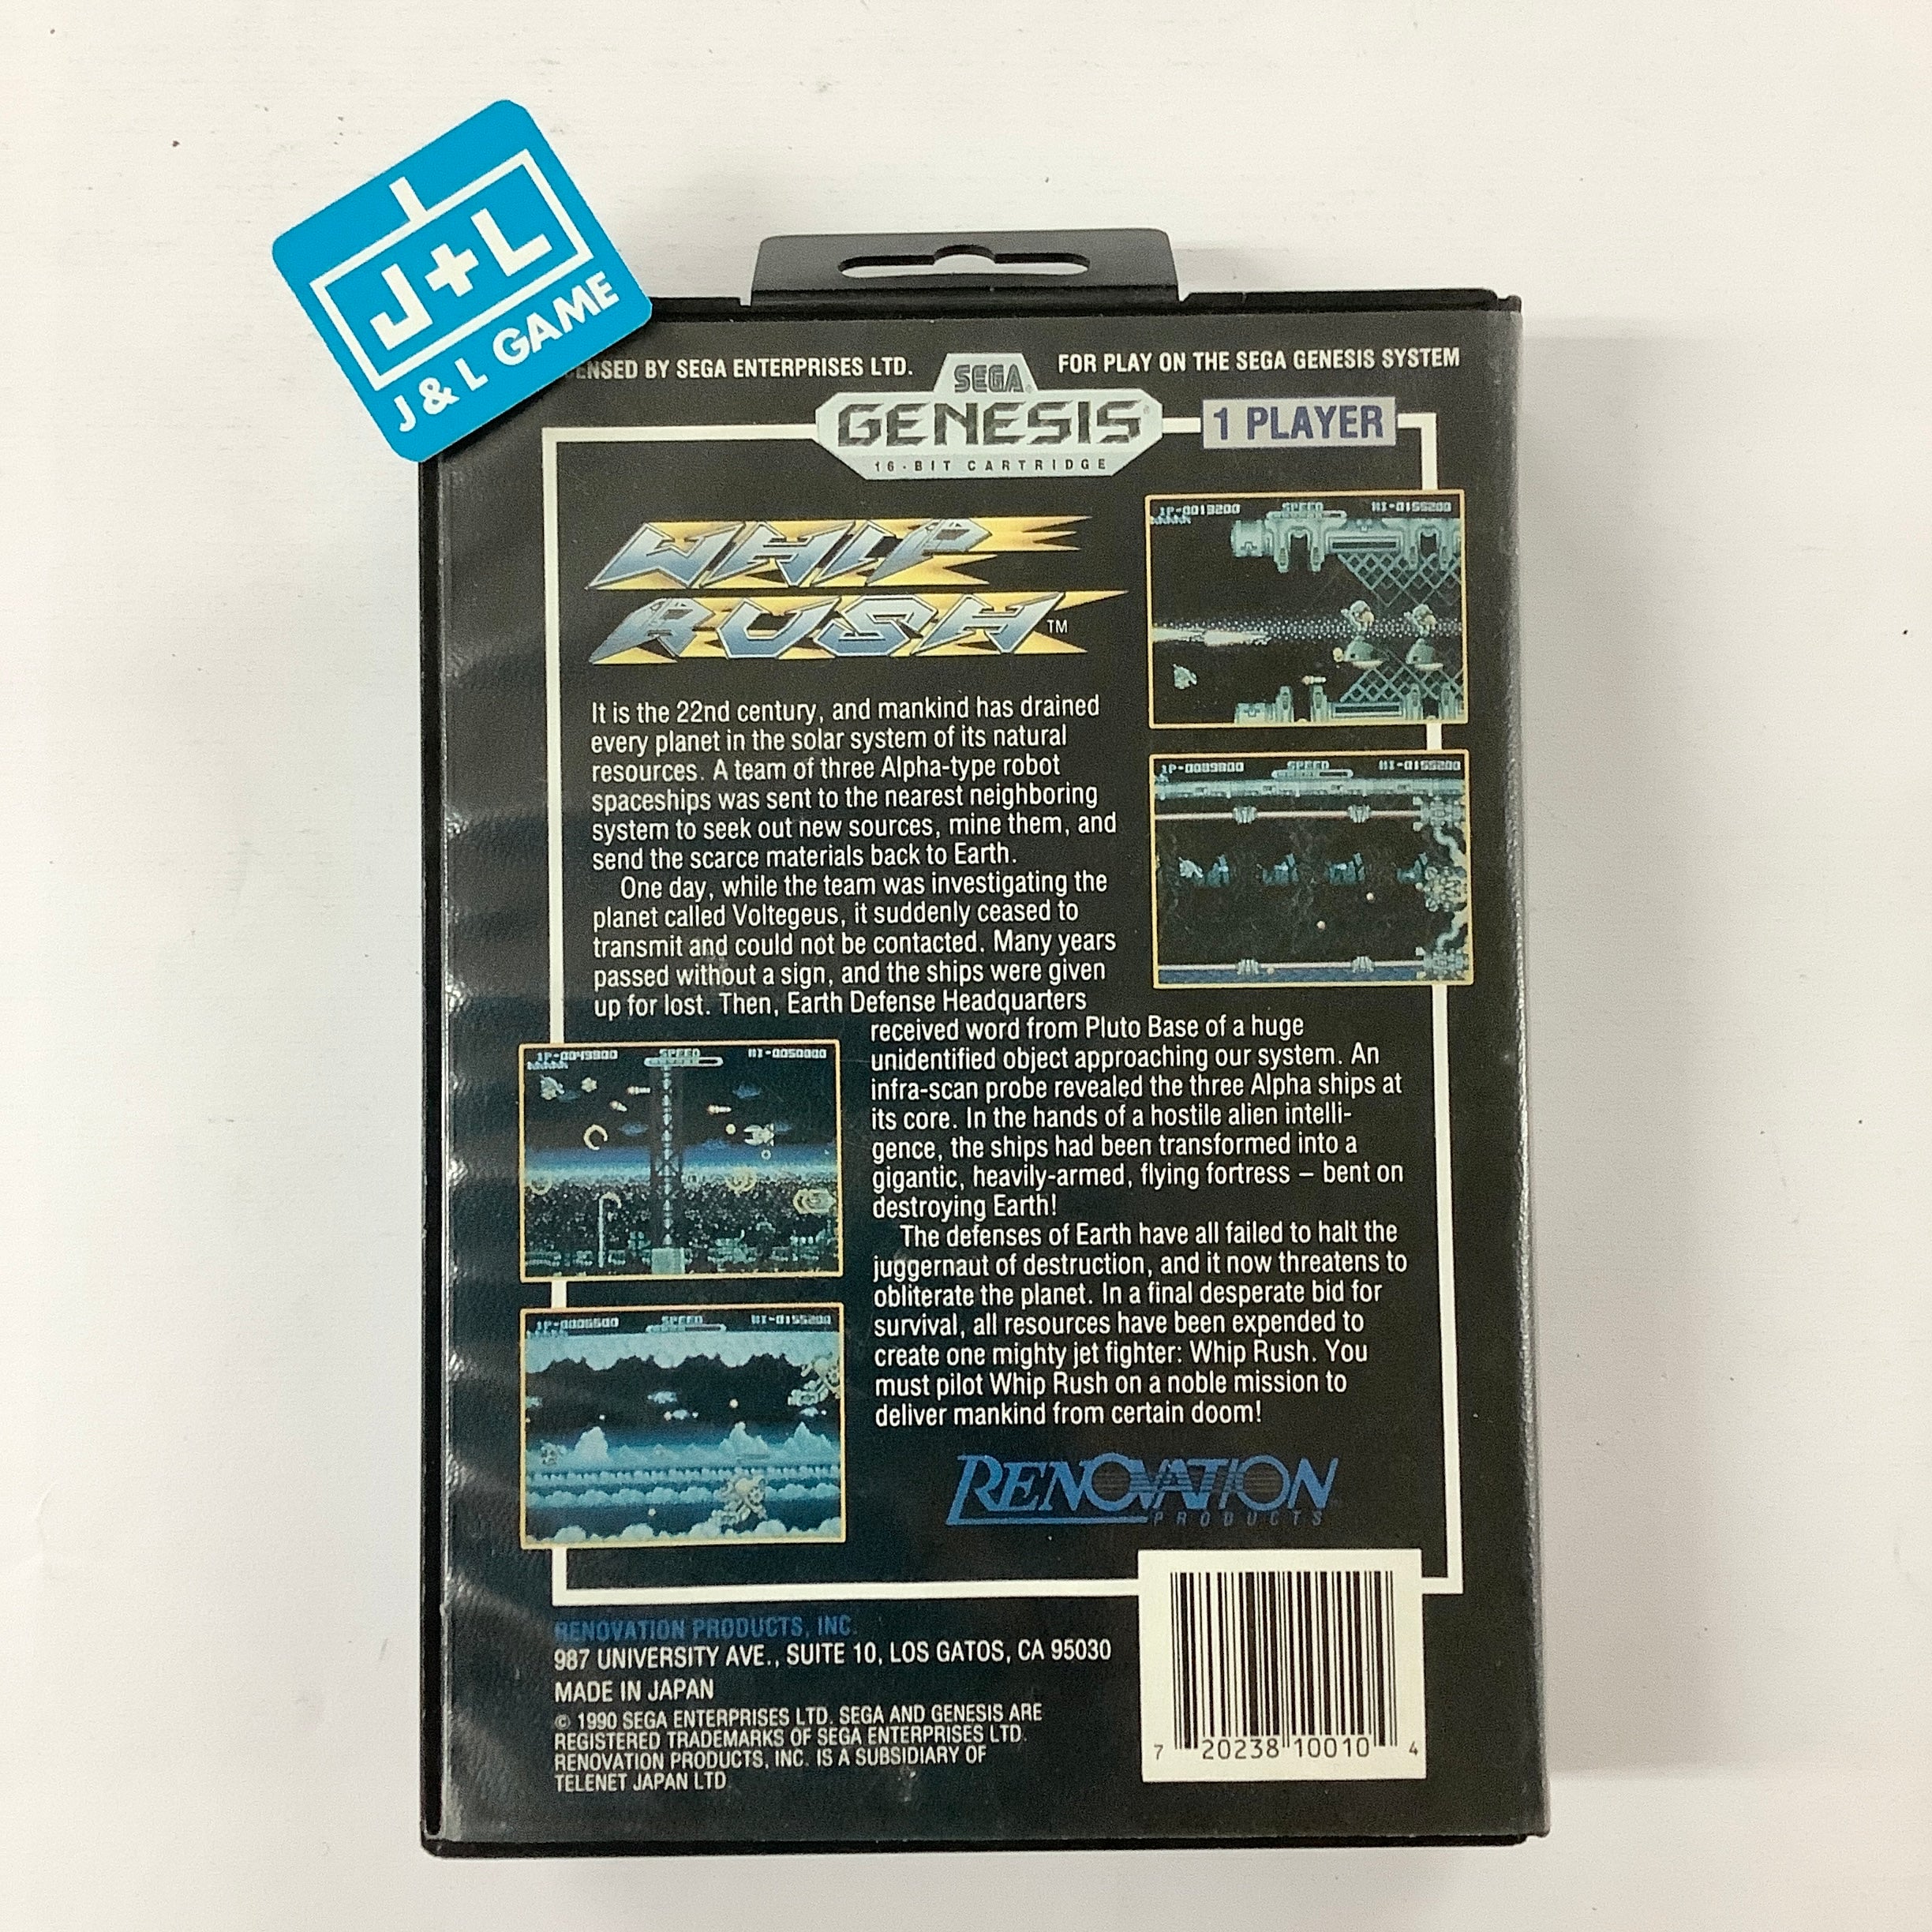 J+L
J & L GAME
ENSED BY SEGA ENTERPRISES LTD.
FOR PLAY ON THE SEGA GENESIS SYSTEM
SEGA
GENESIS
16-BIT CARTRIDGE
1 PLAYER
WHIP
RUSH™
1P-0013200 SPEED HI-0155200
It is the 22nd century, and mankind has drained
every planet in the solar system of its natural
resources. A team of three Alpha-type robot
spaceships was sent to the nearest neighboring
system to seek out new sources, mine them, and
send the scarce materials back to Earth.
One day, while the team was investigating the
planet called Voltegeus, it suddenly ceased to
transmit and could not be contacted. Many years
passed without a sign, and the ships were given
up for lost. Then, Earth Defense Headquarters
received word from Pluto Base of a huge
unidentified object approaching our system. An
infra-scan probe revealed the three Alpha ships at
its core. In the hands of a hostile alien intelli-
gence, the ships had been transformed into a
gigantic, heavily-armed, flying fortress – bent on
destroying Earth!
The defenses of Earth have all failed to halt the
juggernaut of destruction, and it now threatens to
obliterate the planet. In a final desperate bid for
survival, all resources have been expended to
create one mighty jet fighter: Whip Rush. You
must pilot Whip Rush on a noble mission to
deliver mankind from certain doom!
SPEED HI-0155200
SPEED HI-0050000
SPEED HI-0155200
RENOVATION
PRODUCTS
RENOVATION PRODUCTS, INC.
987 UNIVERSITY AVE., SUITE 10, LOS GATOS, CA 95030
MADE IN JAPAN
© 1990 SEGA ENTERPRISES LTD. SEGA AND GENESIS ARE
REGISTERED TRADEMARKS OF SEGA ENTERPRISES LTD.
RENOVATION PRODUCTS, INC. IS A SUBSIDIARY OF
TELENET JAPAN LTD.
7 20238 10010 4